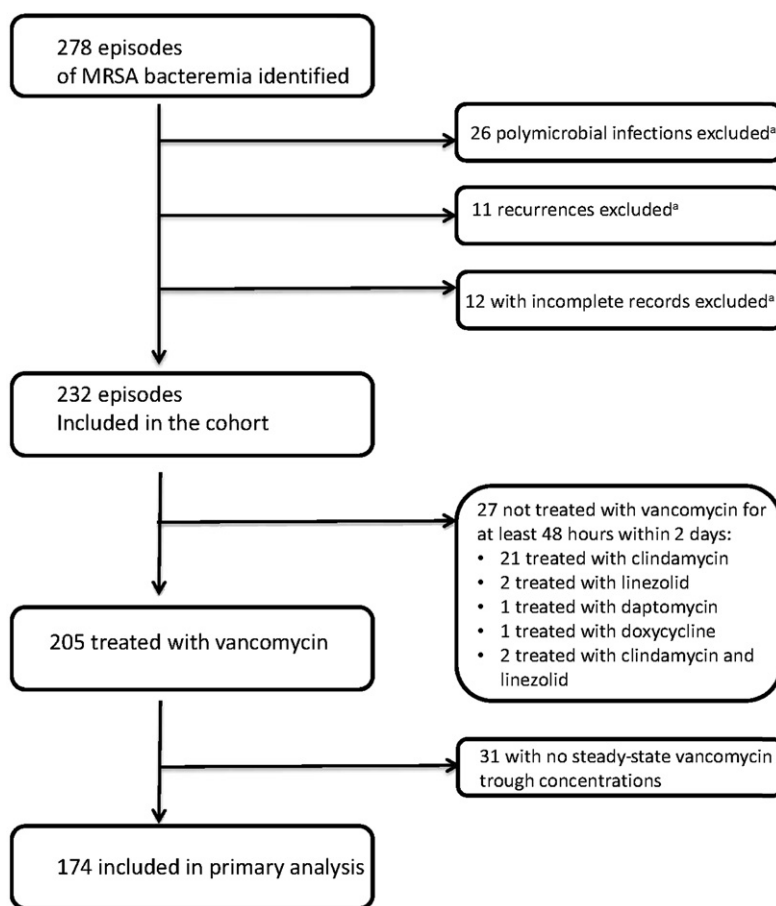 278 episodes
of MRSA bacteremia identified
26 polymicrobial infections excludedᵃ
11 recurrences excludedᵃ
12 with incomplete records excludedᵃ
232 episodes
Included in the cohort
27 not treated with vancomycin for
at least 48 hours within 2 days:
• 21 treated with clindamycin
• 2 treated with linezolid
• 1 treated with daptomycin
• 1 treated with doxycycline
• 2 treated with clindamycin and
linezolid
205 treated with vancomycin
31 with no steady-state vancomycin
trough concentrations
174 included in primary analysis